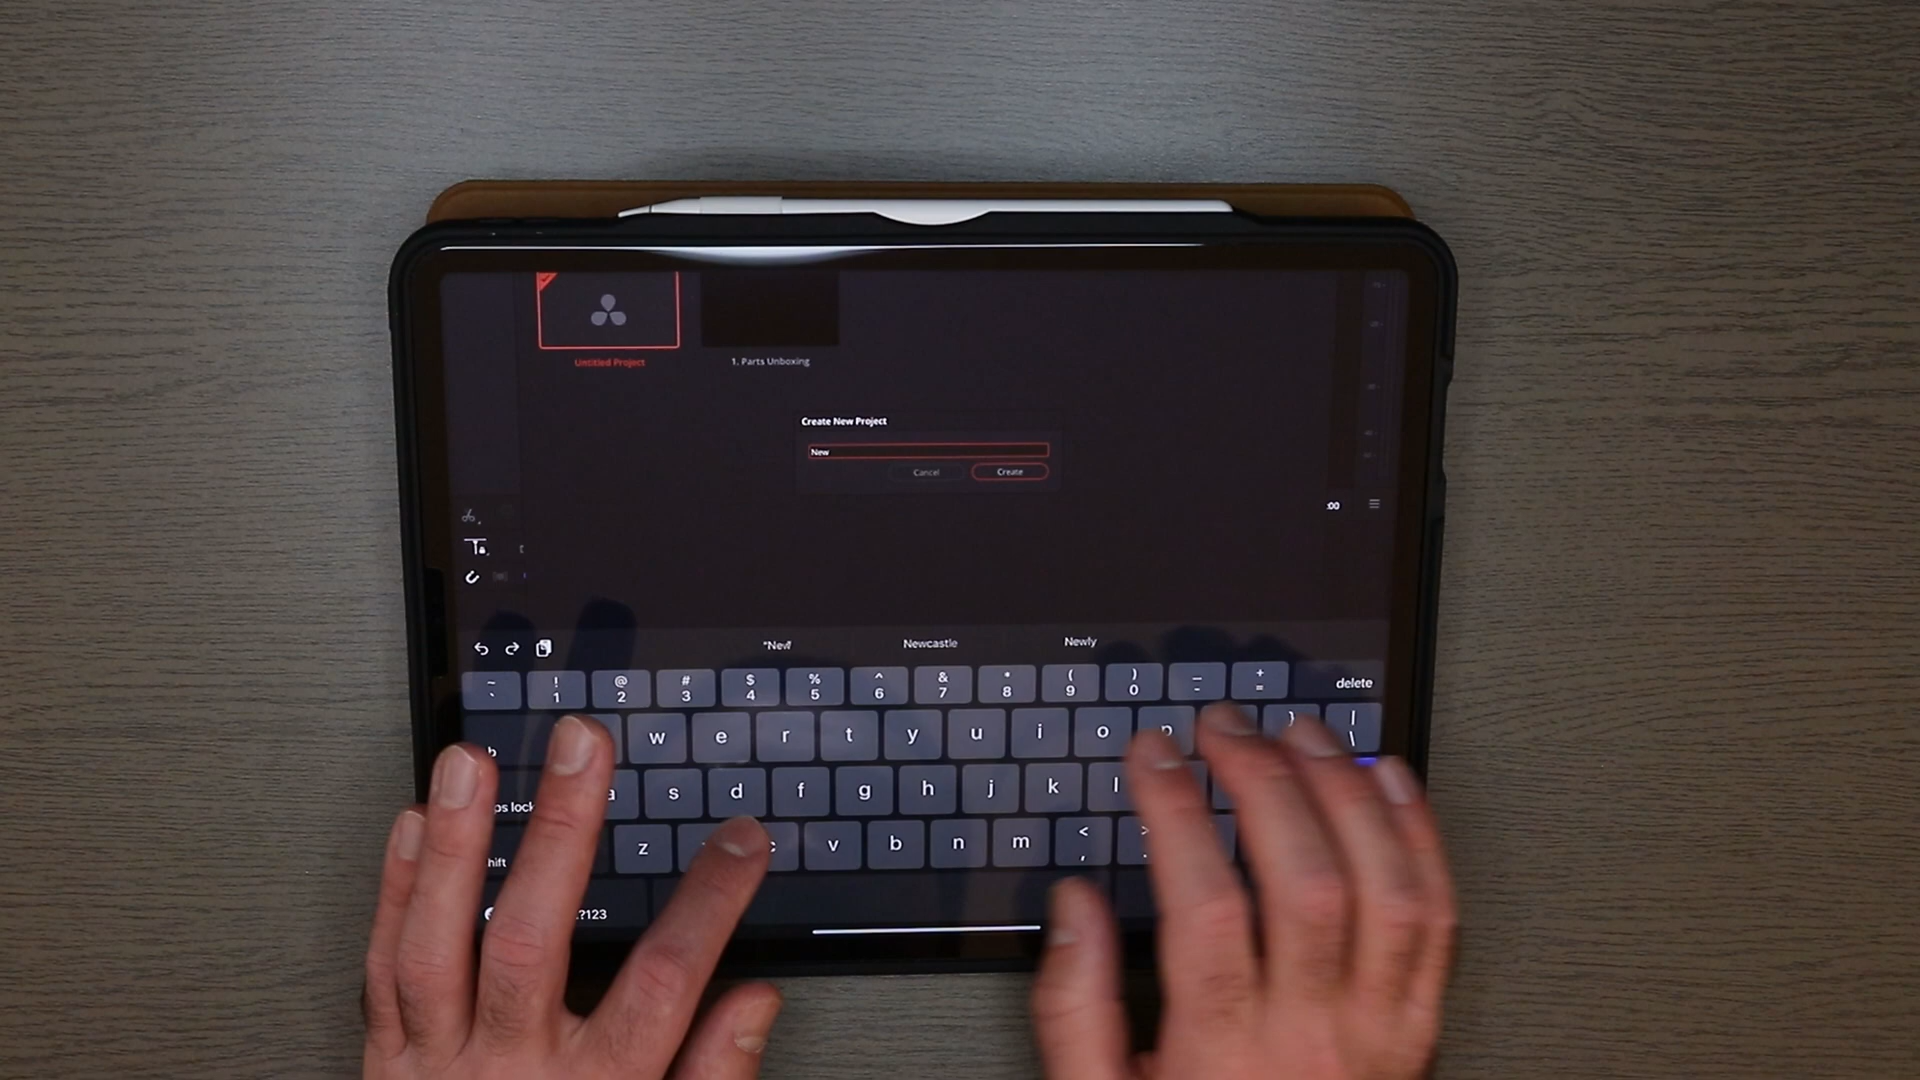 Untitled Project
1. Parts Unboxing
Create New Project
New
Cancel
Create
:00
"New"
Newcastle
Newly
~ ! @ # $ % ^ & * ( ) _ +
` 1 2 3 4 5 6 7 8 9 0 - = delete
w e r t y u i o p } |
\
a s d f g h j k l
z c v b n m < >
, .
.?123